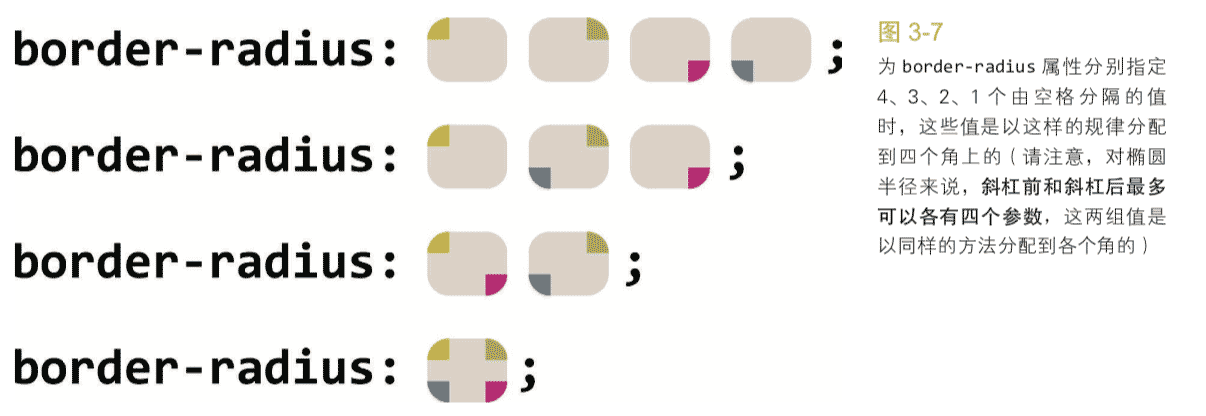 border-radius: ;
border-radius: ;
border-radius: ;
border-radius: ;
图 3-7
为 border-radius 属性分别指定
4、3、2、1 个由空格分隔的值
时，这些值是以这样的规律分配
到四个角上的（请注意，对椭圆
半径来说，斜杠前和斜杠后最多
可以各有四个参数，这两组值是
以同样的方法分配到各个角的）